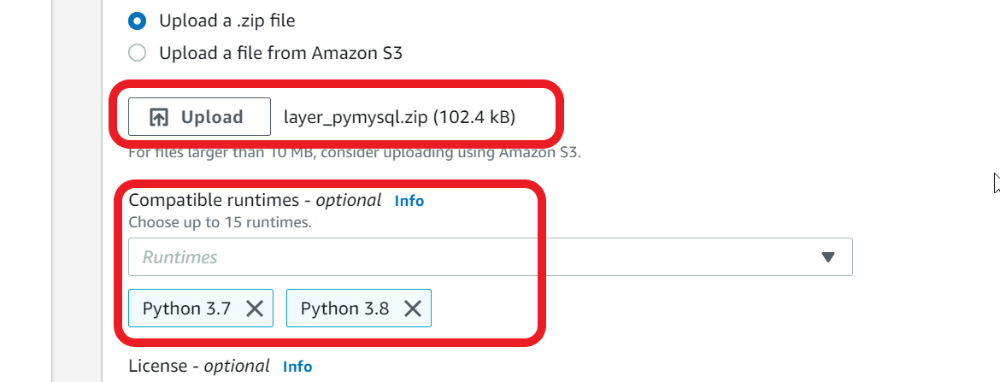 Upload a .zip file
Upload a file from Amazon S3
Upload layer_pymysql.zip (102.4 kB)
For files larger than 10 MB, consider uploading using Amazon S3.
Compatible runtimes - optional Info
Choose up to 15 runtimes.
Runtimes
Python 3.7 Python 3.8
License - optional Info